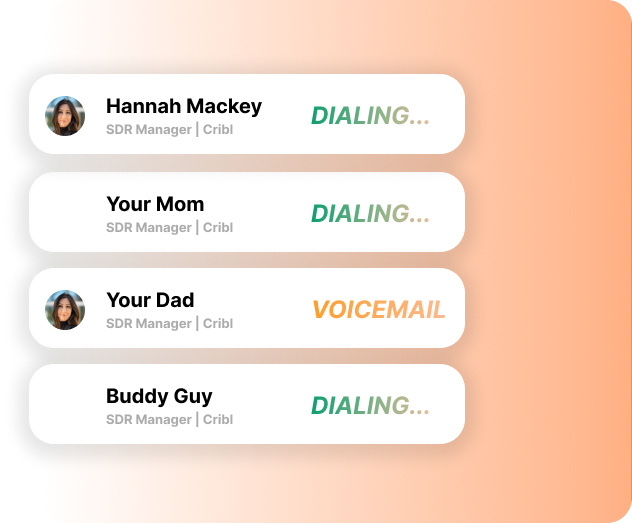 Hannah Mackey
SDR Manager | Cribl
DIALING...
Your Mom
SDR Manager | Cribl
DIALING...
Your Dad
SDR Manager | Cribl
VOICEMAIL
Buddy Guy
SDR Manager | Cribl
DIALING...